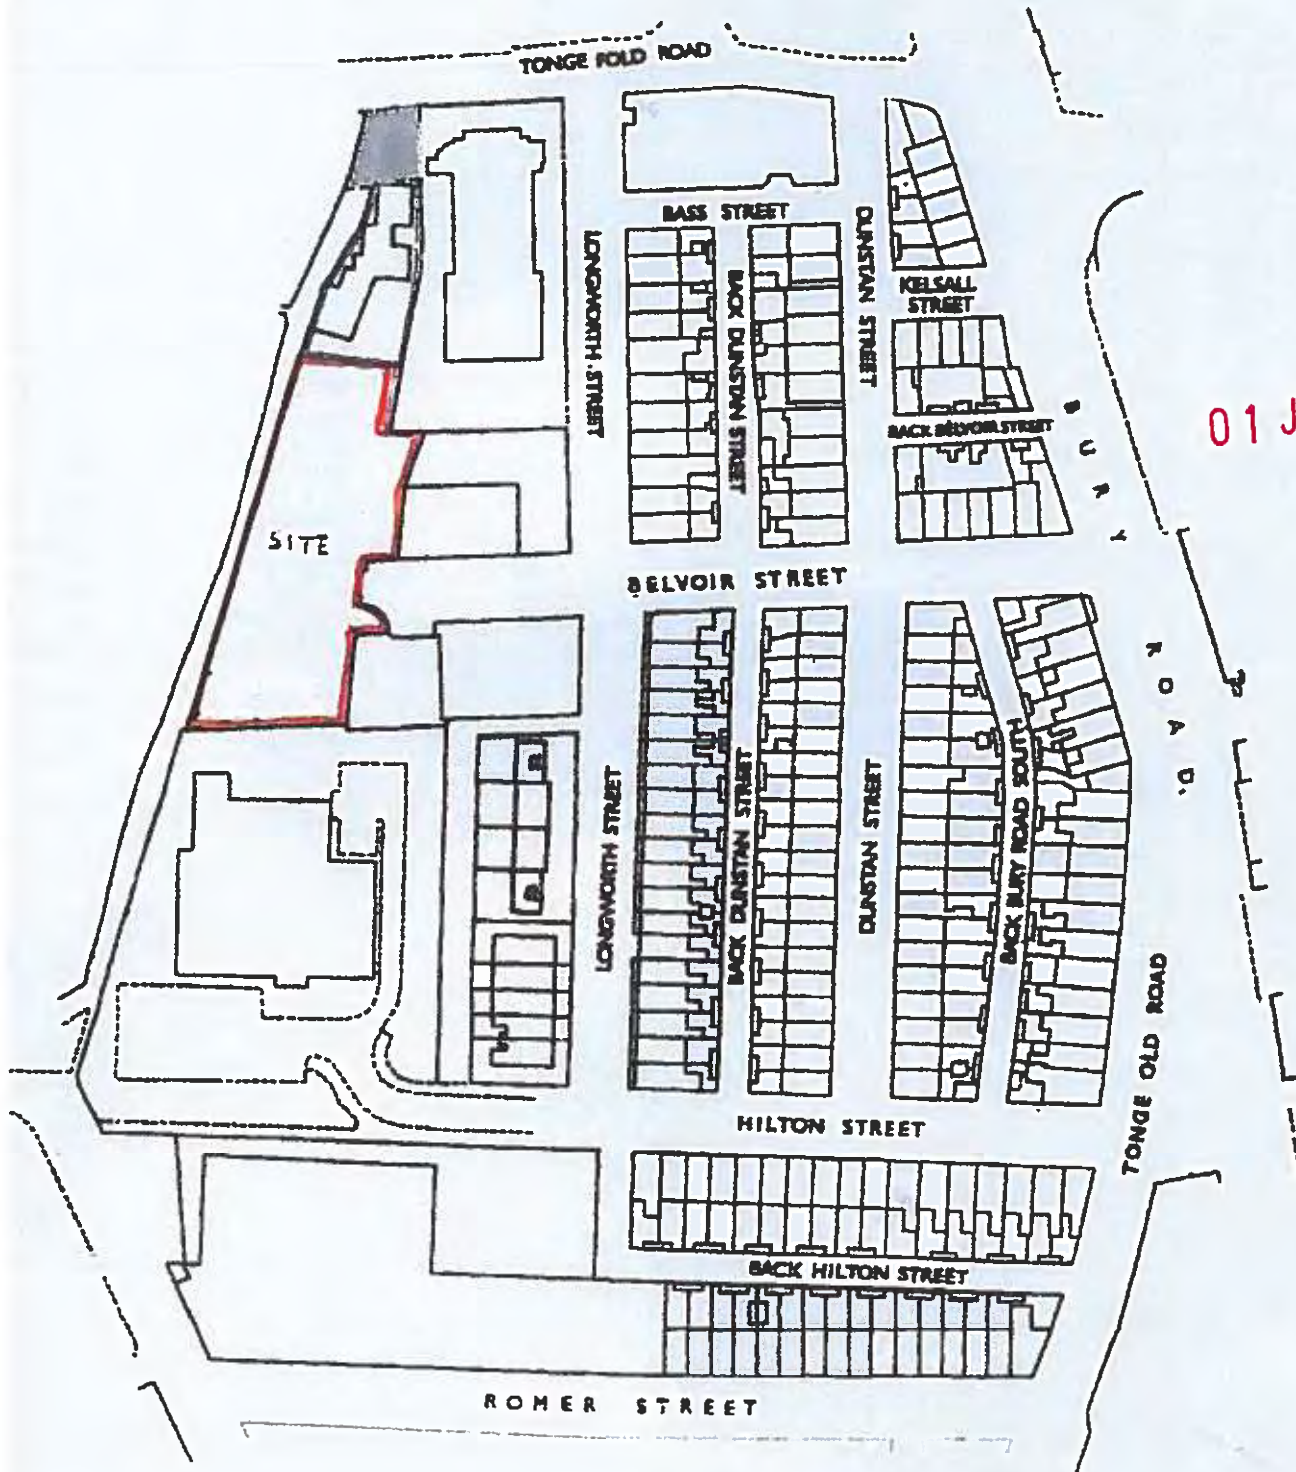 TONGE FOLD ROAD
BASS STREET
LONGWORTH STREET
BACK DUNSTAN STREET
DUNSTAN STREET
KELSALL
STREET
BACK BELVOIR STREET
BURY ROAD.
01 J
SITE
BELVOIR STREET
LONGWORTH STREET
BACK DUNSTAN STREET
DUNSTAN STREET
BACK BURY ROAD SOUTH
TONGE OLD ROAD
HILTON STREET
BACK HILTON STREET
ROMER STREET